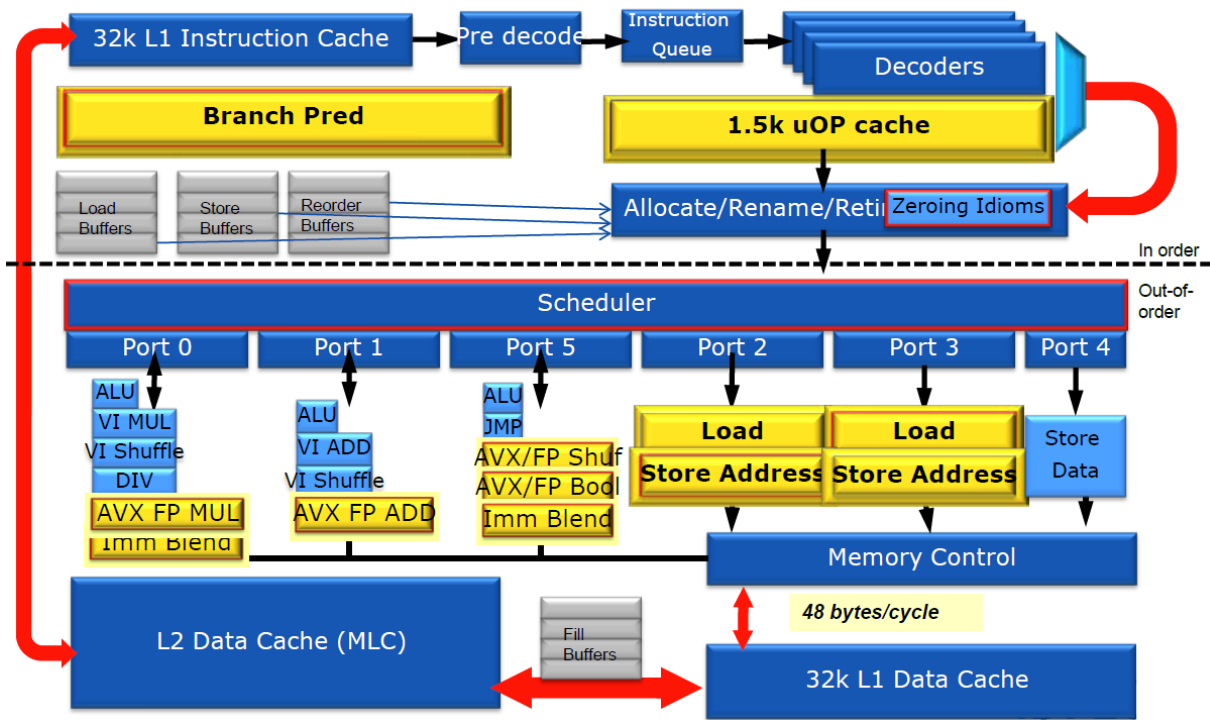 32k L1 Instruction Cache
Pre decode
Instruction
Queue
Decoders
Branch Pred
1.5k uOP cache
Load
Buffers
Store
Buffers
Reorder
Buffers
Allocate/Rename/Retir
Zeroing Idioms
In order
Out-of-
order
Scheduler
Port 0
Port 1
Port 5
Port 2
Port 3
Port 4
ALU
VI MUL
VI Shuffle
DIV
AVX FP MUL
Imm Blend
ALU
VI ADD
VI Shuffle
AVX FP ADD
ALU
JMP
AVX/FP Shuf
AVX/FP Bool
Imm Blend
Load
Store Address
Load
Store Address
Store
Data
Memory Control
48 bytes/cycle
L2 Data Cache (MLC)
Fill
Buffers
32k L1 Data Cache